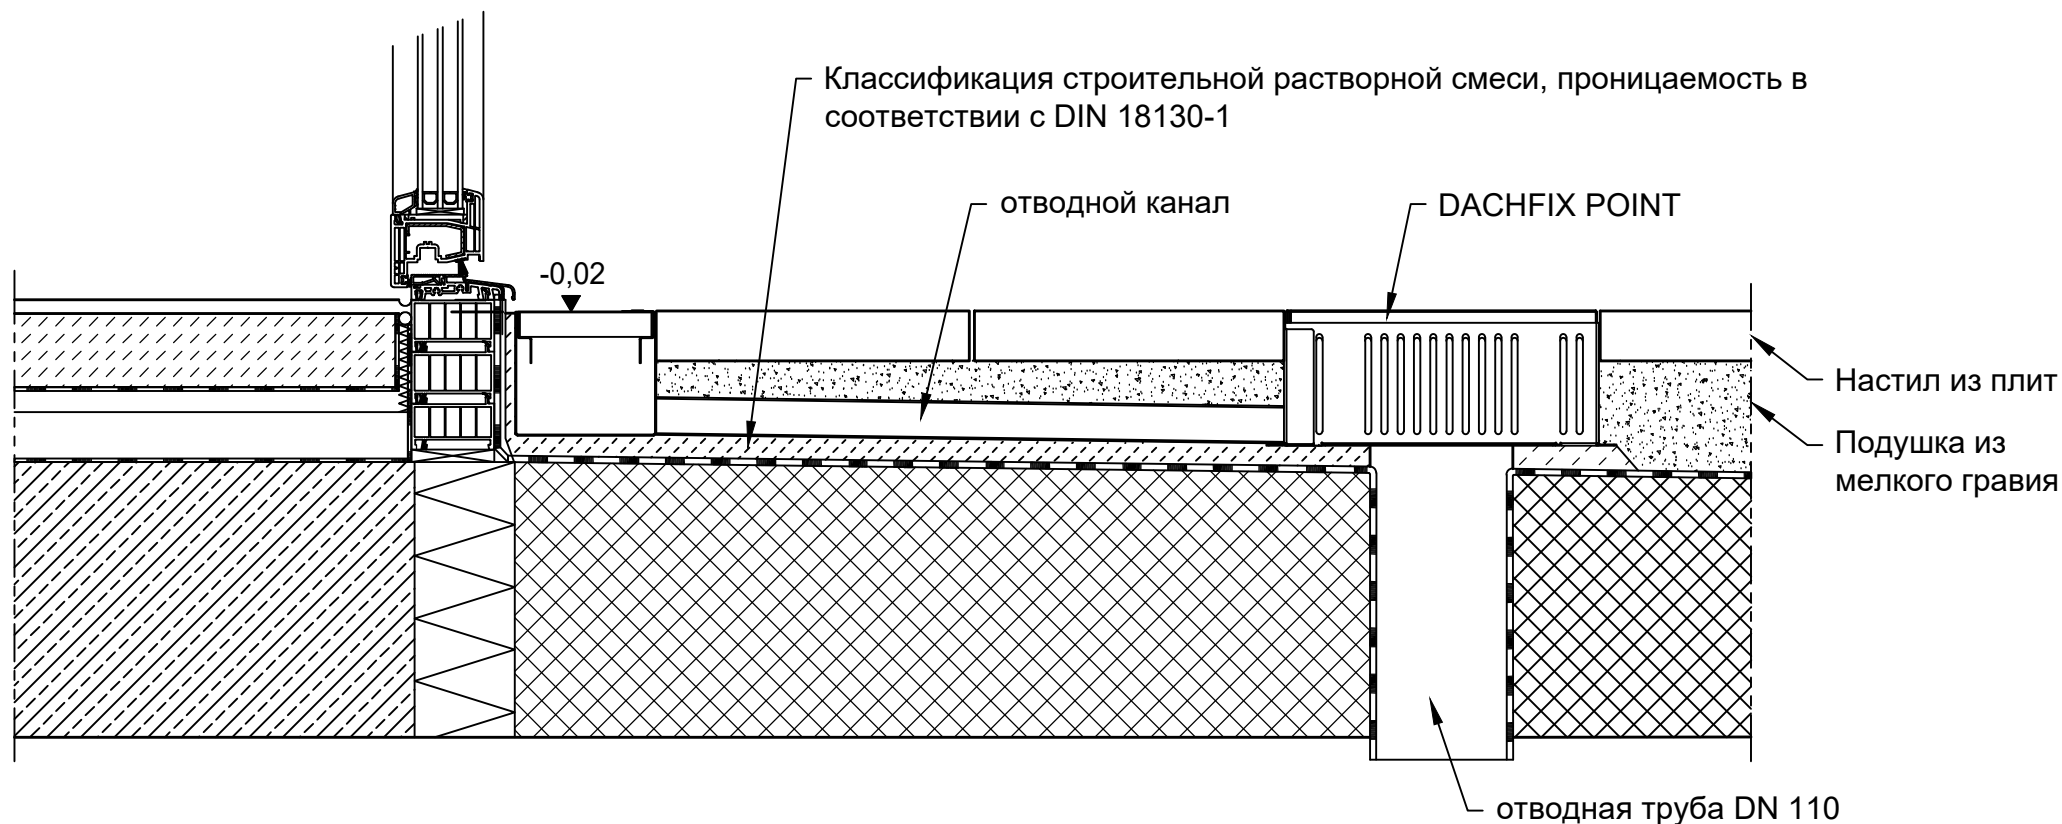 Классификация строительной растворной смеси, проницаемость в
соответствии с DIN 18130-1
отводной канал
DACHFIX POINT
-0,02
Настил из плит
Подушка из
мелкого гравия
отводная труба DN 110